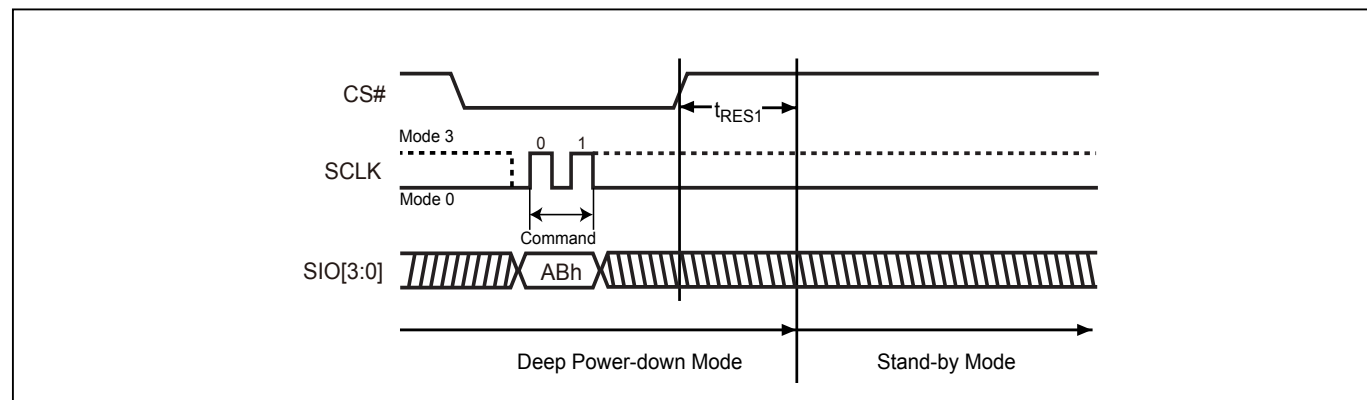 CS#
tRES1
Mode 3
0 1
SCLK
Mode 0
Command
SIO[3:0]
ABh
Deep Power-down Mode
Stand-by Mode